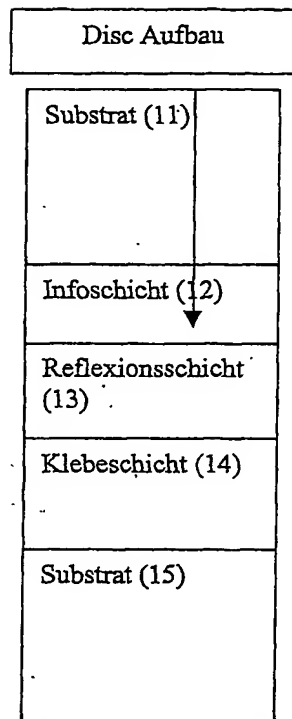 Disc Aufbau
Substrat (11)
Infoschicht (12)
Reflexionsschicht
(13)
Klebeschicht (14)
Substrat (15)